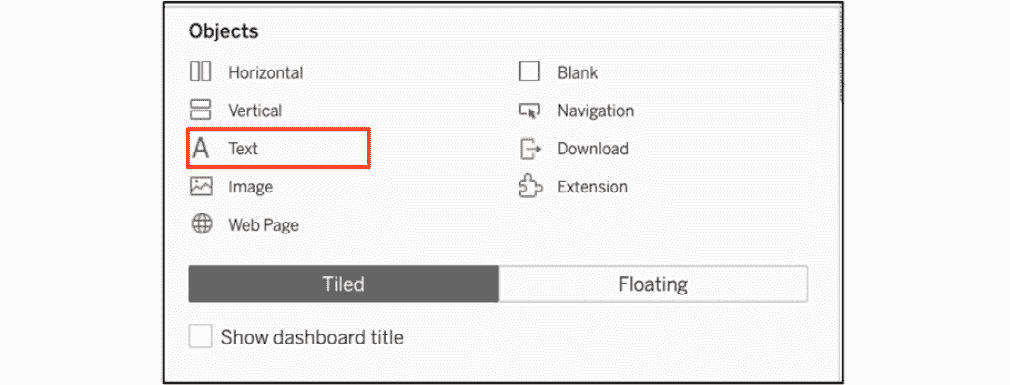 Objects
Horizontal
Blank
Vertical
Navigation
Text
Download
Image
Extension
Web Page
Tiled
Floating
Show dashboard title